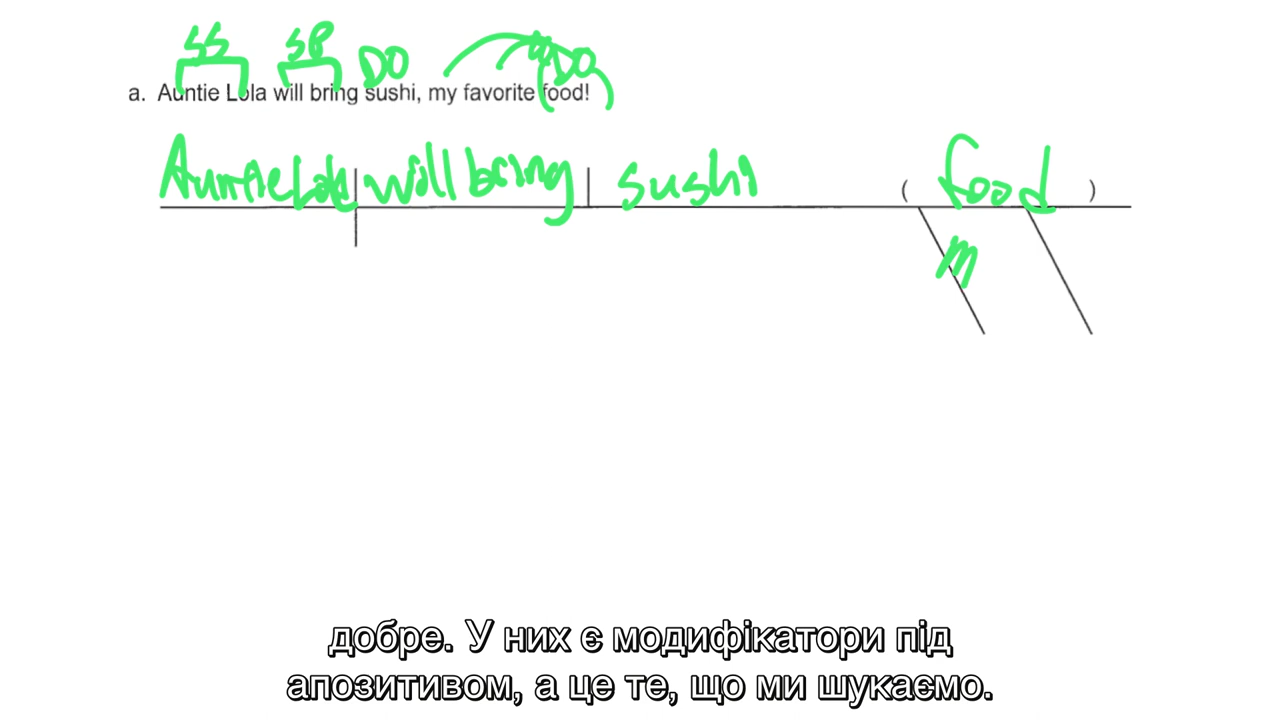 SS SP DO (DO)
a. Auntie Lola will bring sushi, my favorite food!
Auntie Lola will bring sushi ( food )
m
добре. У них є модифікатори під
апозитивом, а це те, що ми шукаємо.